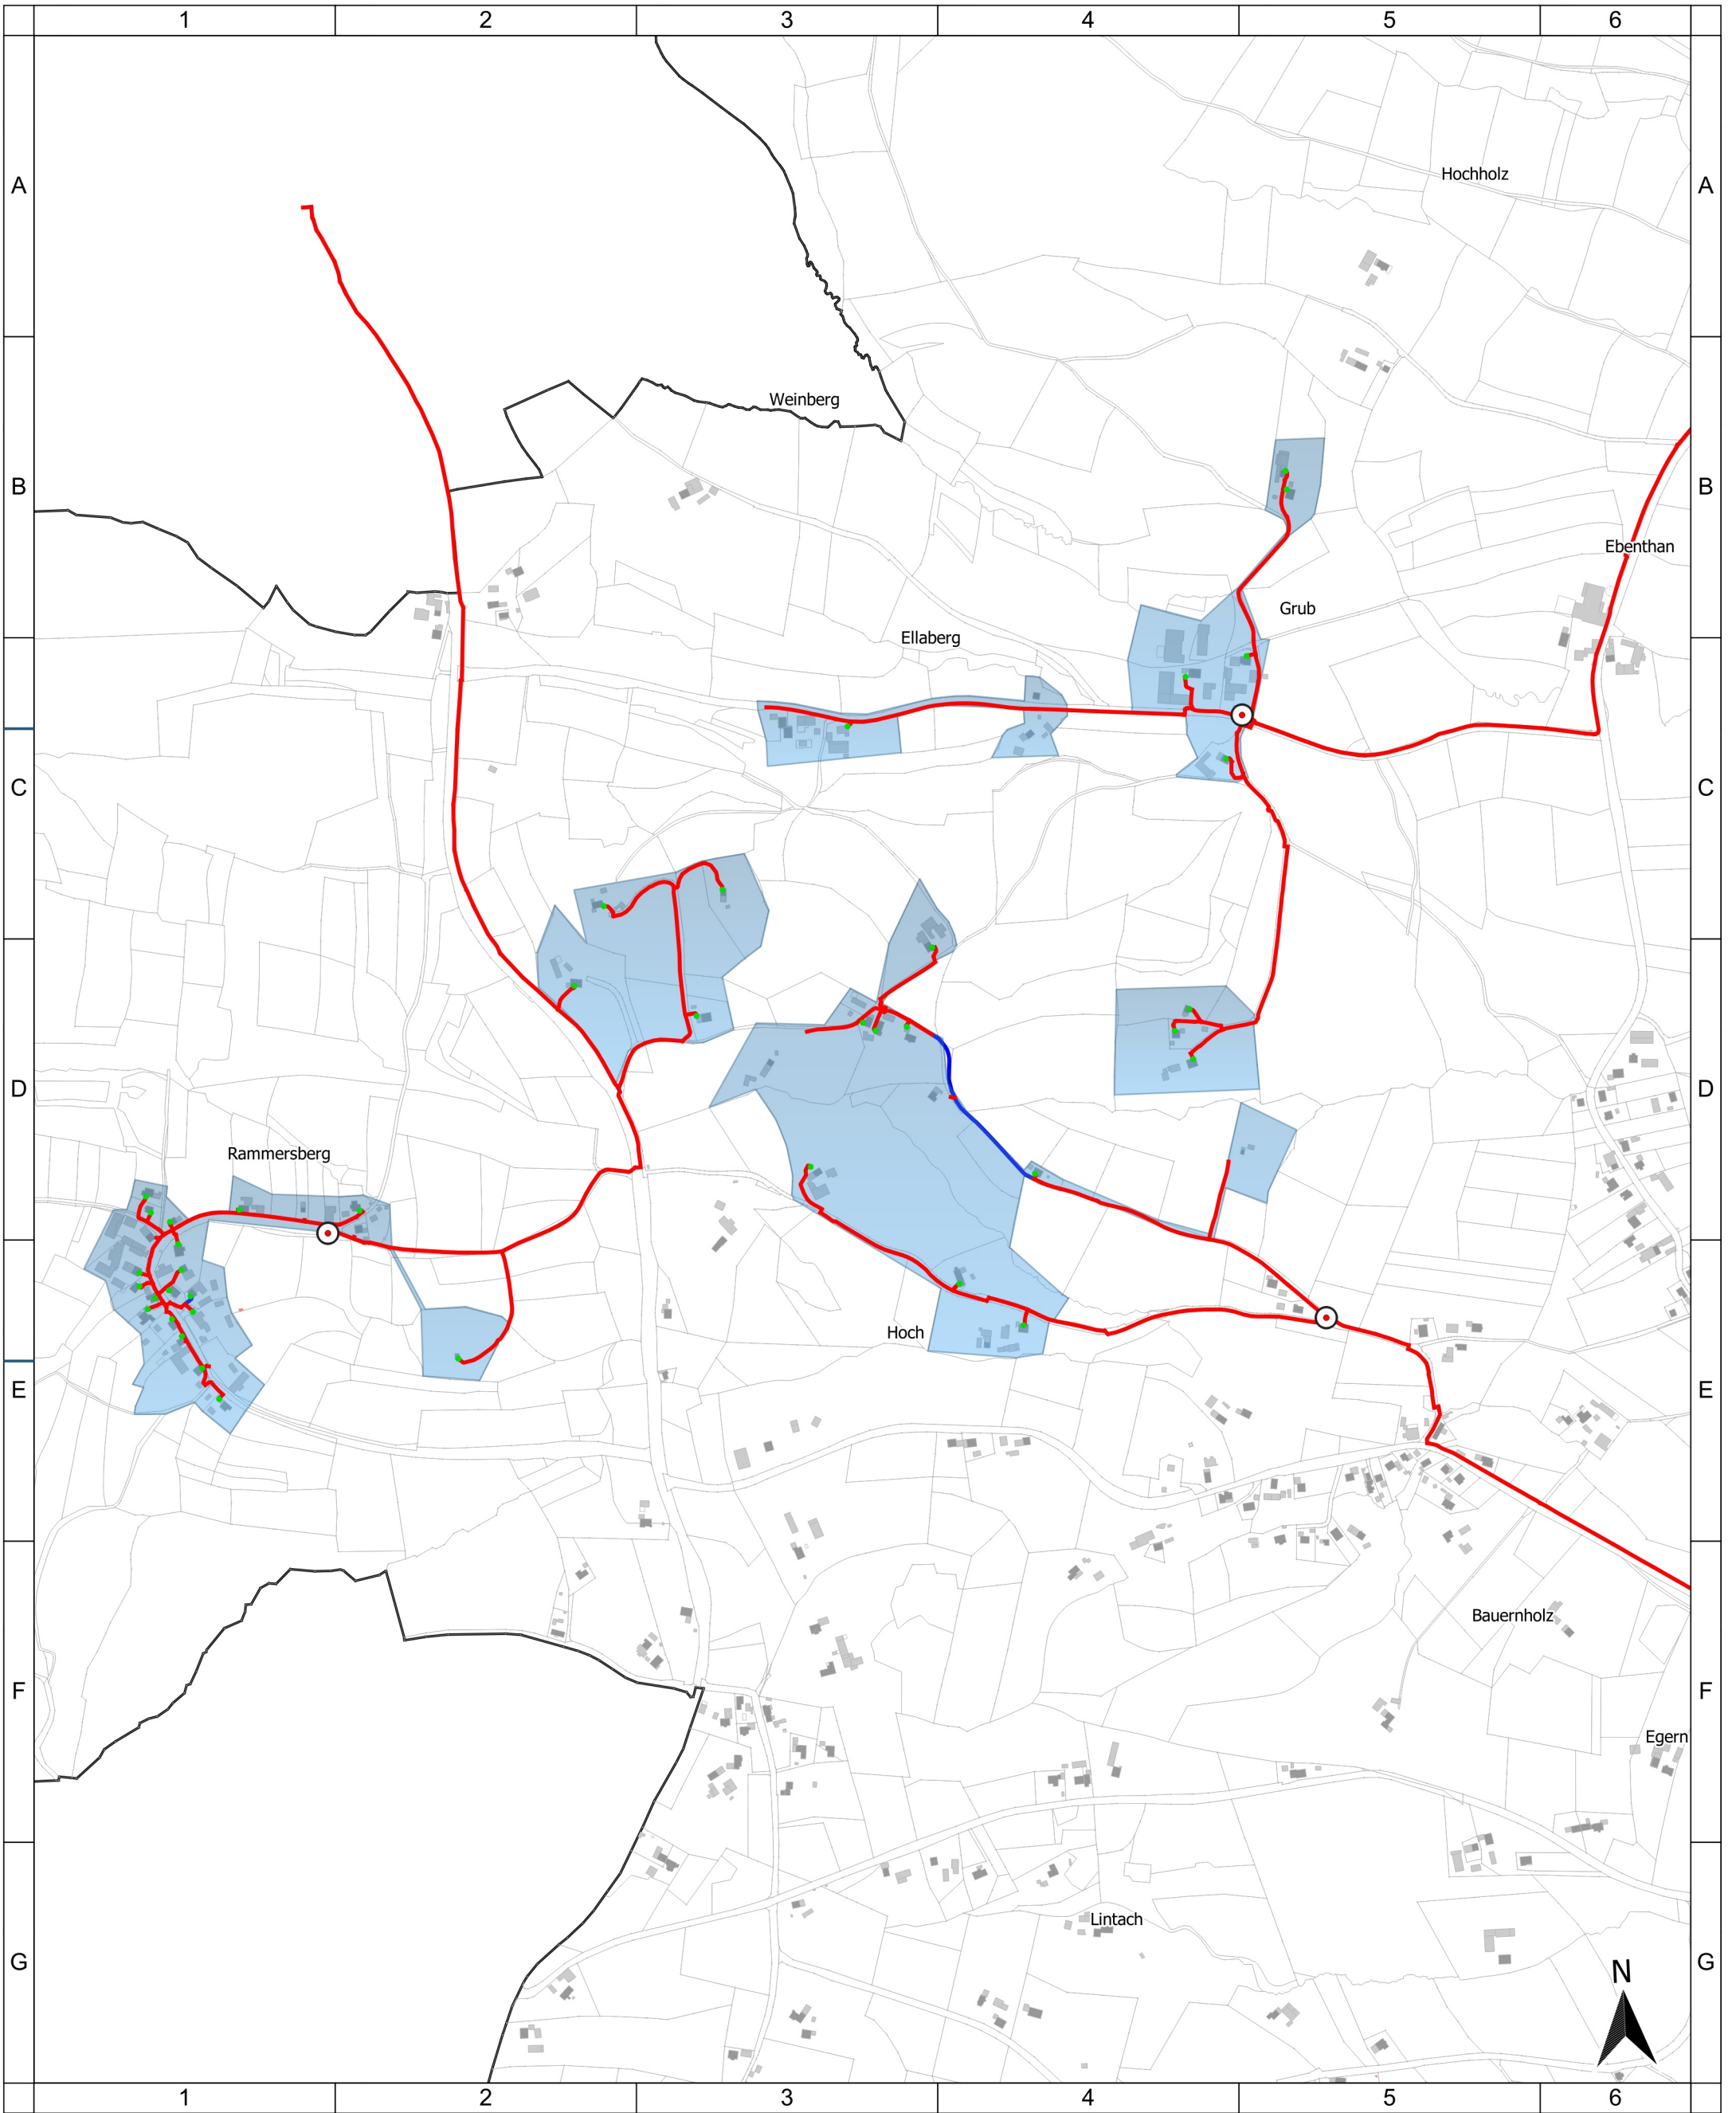 1 2 3 4 5 6
A A
Hochholz
Weinberg
B B
Ebenthan
Grub
Ellaberg
C C
D D
Rammersberg
Hoch
E E
Bauernholz
F F
Egern
Lintach
G G
N
1 2 3 4 5 6